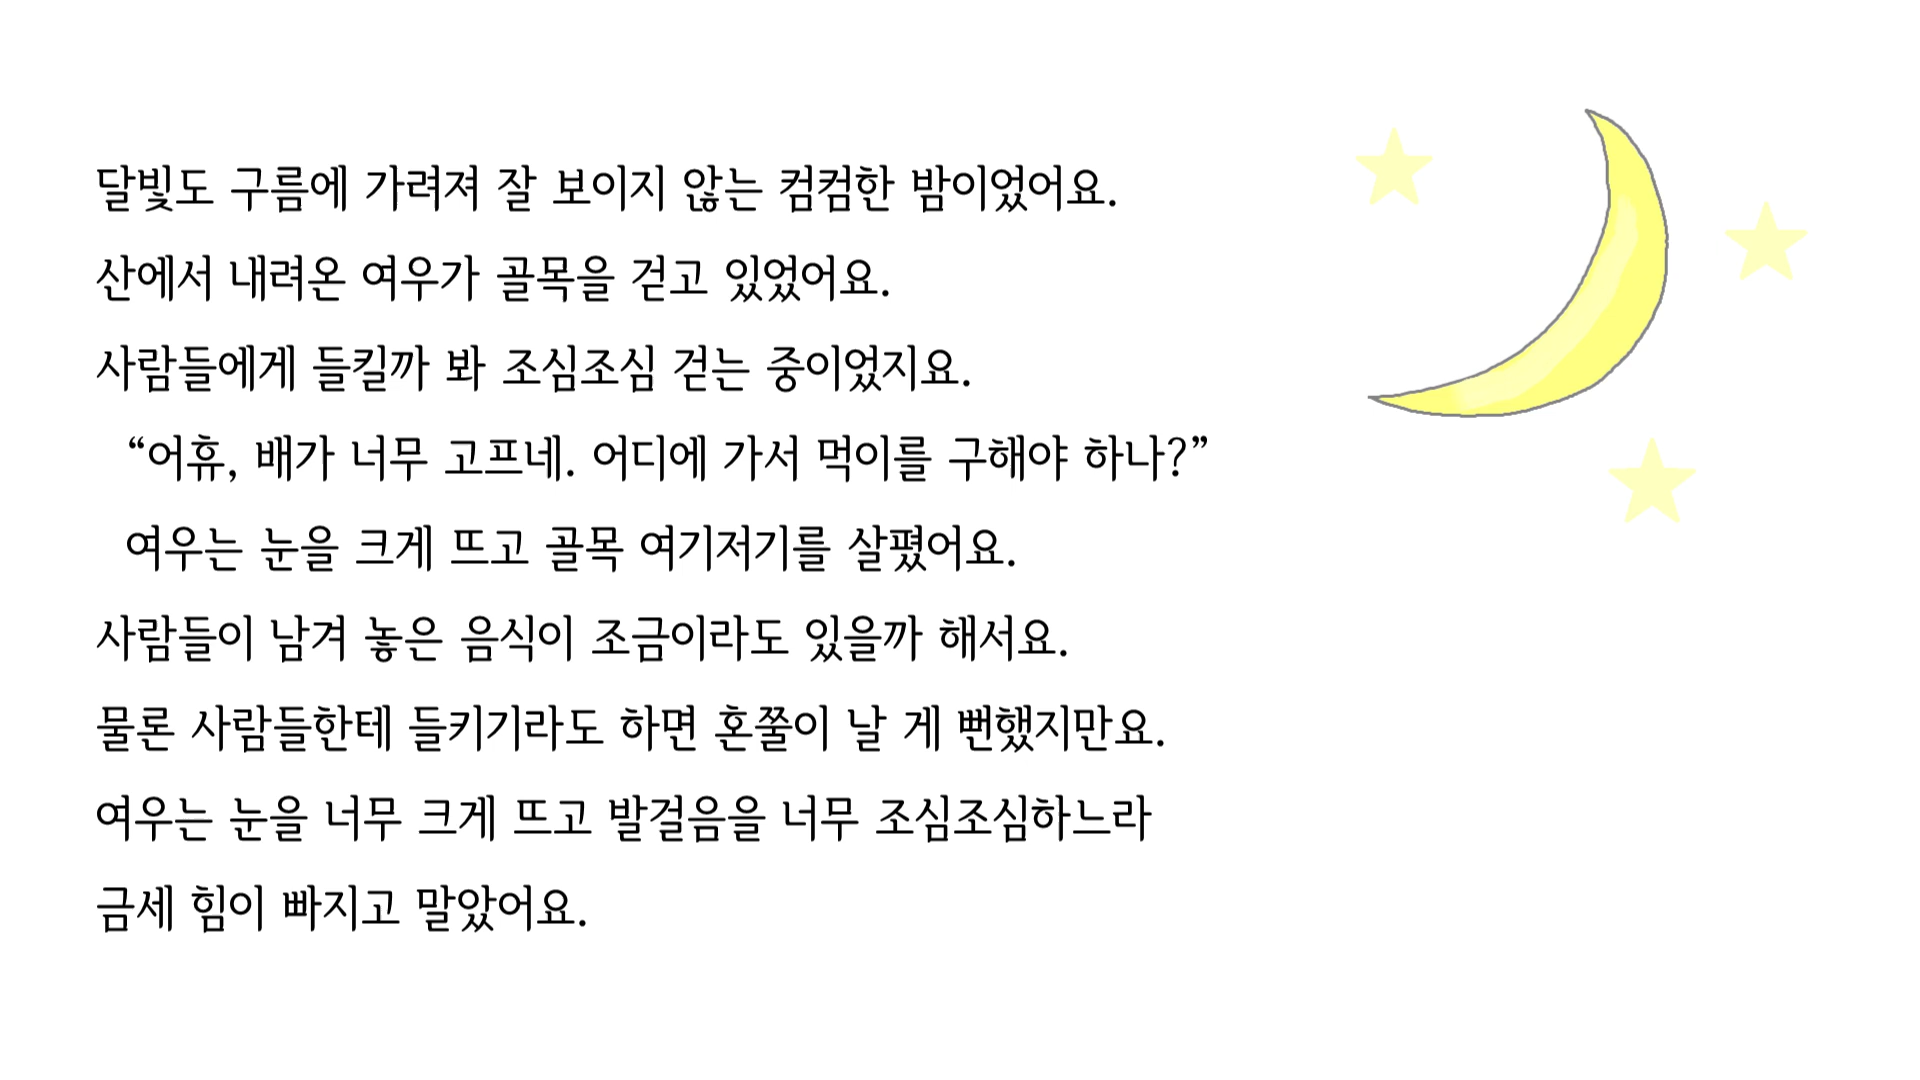 달빛도 구름에 가려져 잘 보이지 않는 컴컴한 밤이었어요.
산에서 내려온 여우가 골목을 걷고 있었어요.
사람들에게 들킬까 봐 조심조심 걷는 중이었지요.
“어휴, 배가 너무 고프네. 어디에 가서 먹이를 구해야 하나?”
여우는 눈을 크게 뜨고 골목 여기저기를 살폈어요.
사람들이 남겨 놓은 음식이 조금이라도 있을까 해서요.
물론 사람들한테 들키기라도 하면 혼쭐이 날 게 뻔했지만요.
여우는 눈을 너무 크게 뜨고 발걸음을 너무 조심조심하느라
금세 힘이 빠지고 말았어요.